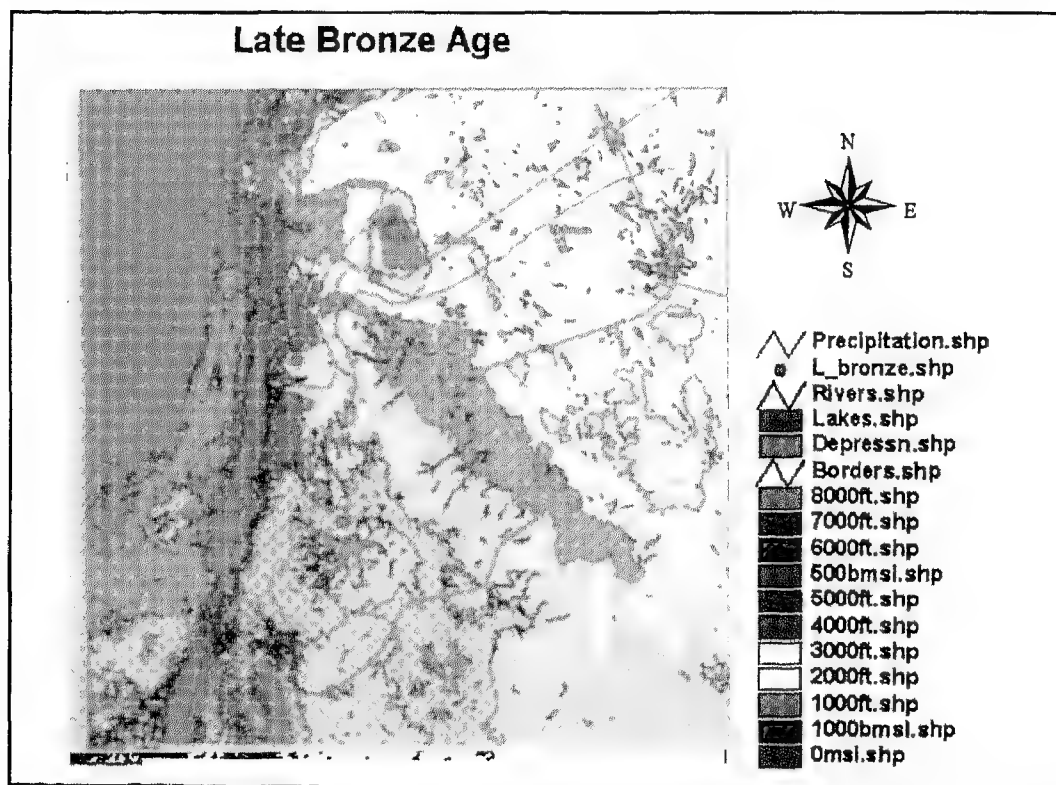 Late Bronze Age
N
W
E
S
Precipitation.shp
L_bronze.shp
Rivers.shp
Lakes.shp
Depressn.shp
Borders.shp
8000ft.shp
7000ft.shp
6000ft.shp
500bmsl.shp
5000ft.shp
4000ft.shp
3000ft.shp
2000ft.shp
1000ft.shp
1000bmsl.shp
0msl.shp